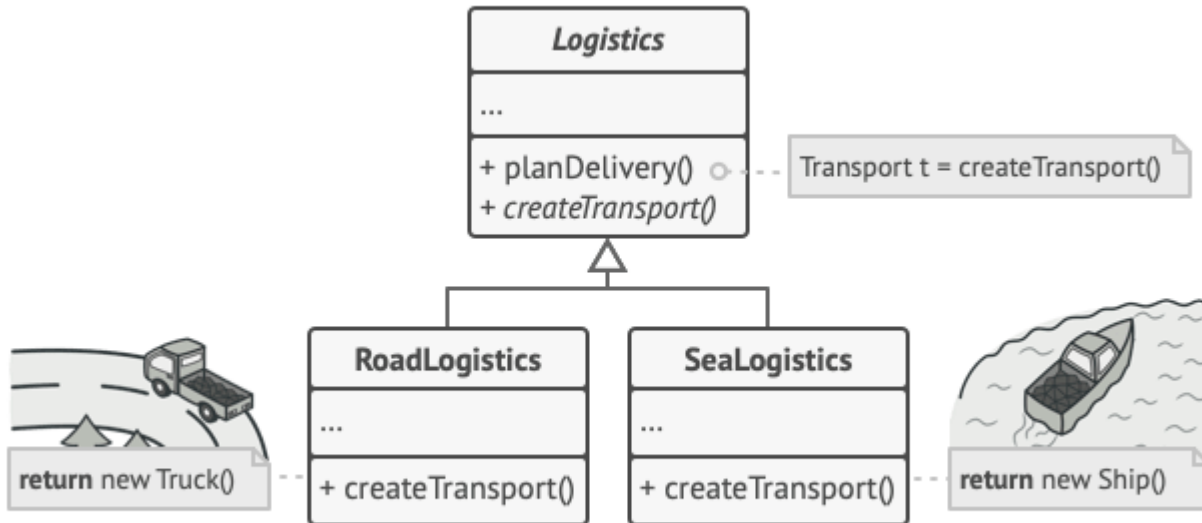 Logistics
...
+ planDelivery()
Transport t = createTransport()
+ createTransport()
RoadLogistics
...
+ createTransport()
SeaLogistics
...
+ createTransport()
return new Truck()
return new Ship()